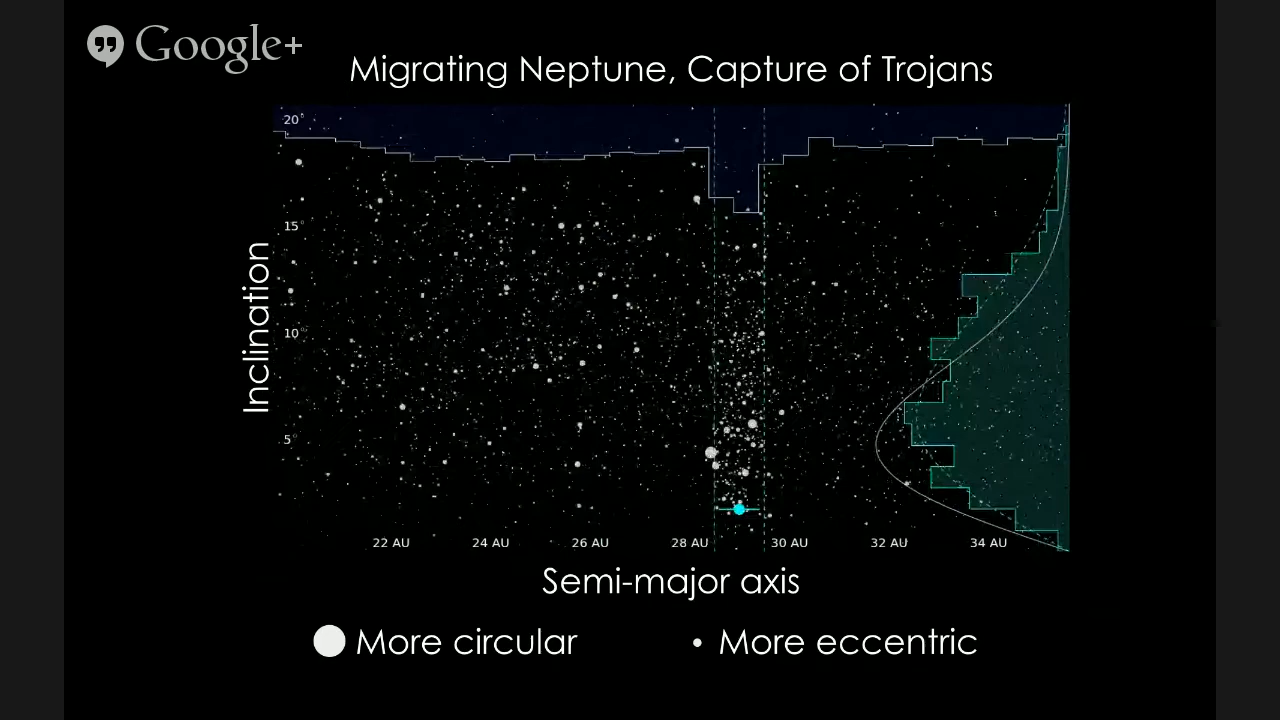 Google+
Migrating Neptune, Capture of Trojans
20°
15°
10°
5°
Inclination
22 AU 24 AU 26 AU 28 AU 30 AU 32 AU 34 AU
Semi-major axis
More circular
More eccentric